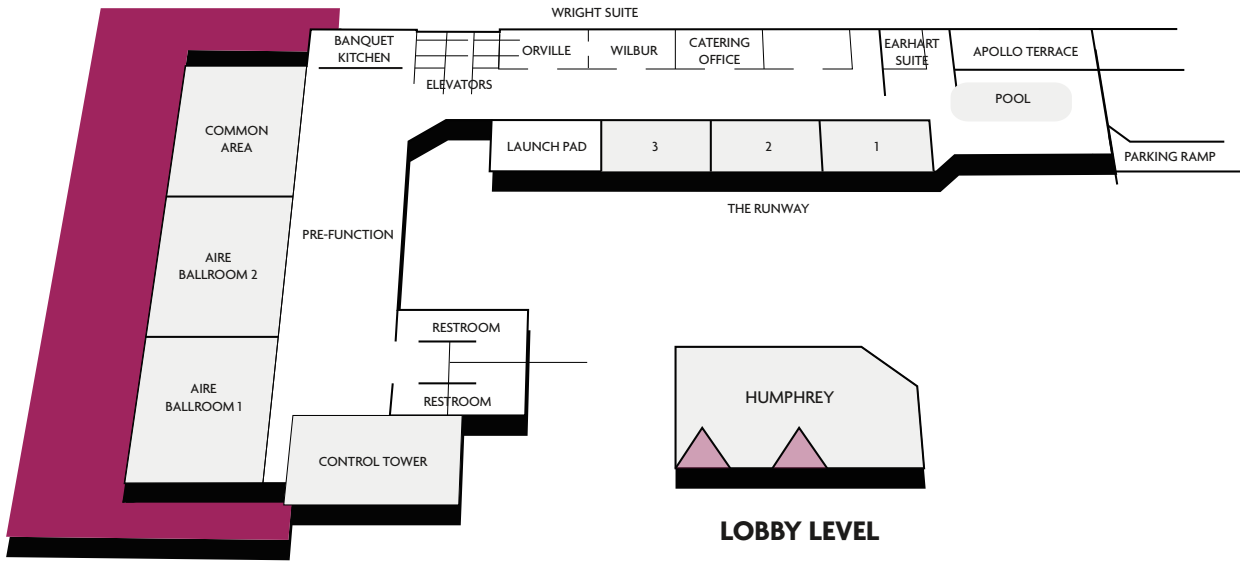 WRIGHT SUITE
BANQUET
KITCHEN
ELEVATORS
ORVILLE
WILBUR
CATERING
OFFICE
EARHART
SUITE
APOLLO TERRACE
POOL
COMMON
AREA
LAUNCH PAD
3
2
1
PARKING RAMP
THE RUNWAY
PRE-FUNCTION
AIRE
BALLROOM 2
RESTROOM
AIRE
BALLROOM 1
RESTROOM
HUMPHREY
CONTROL TOWER
LOBBY LEVEL